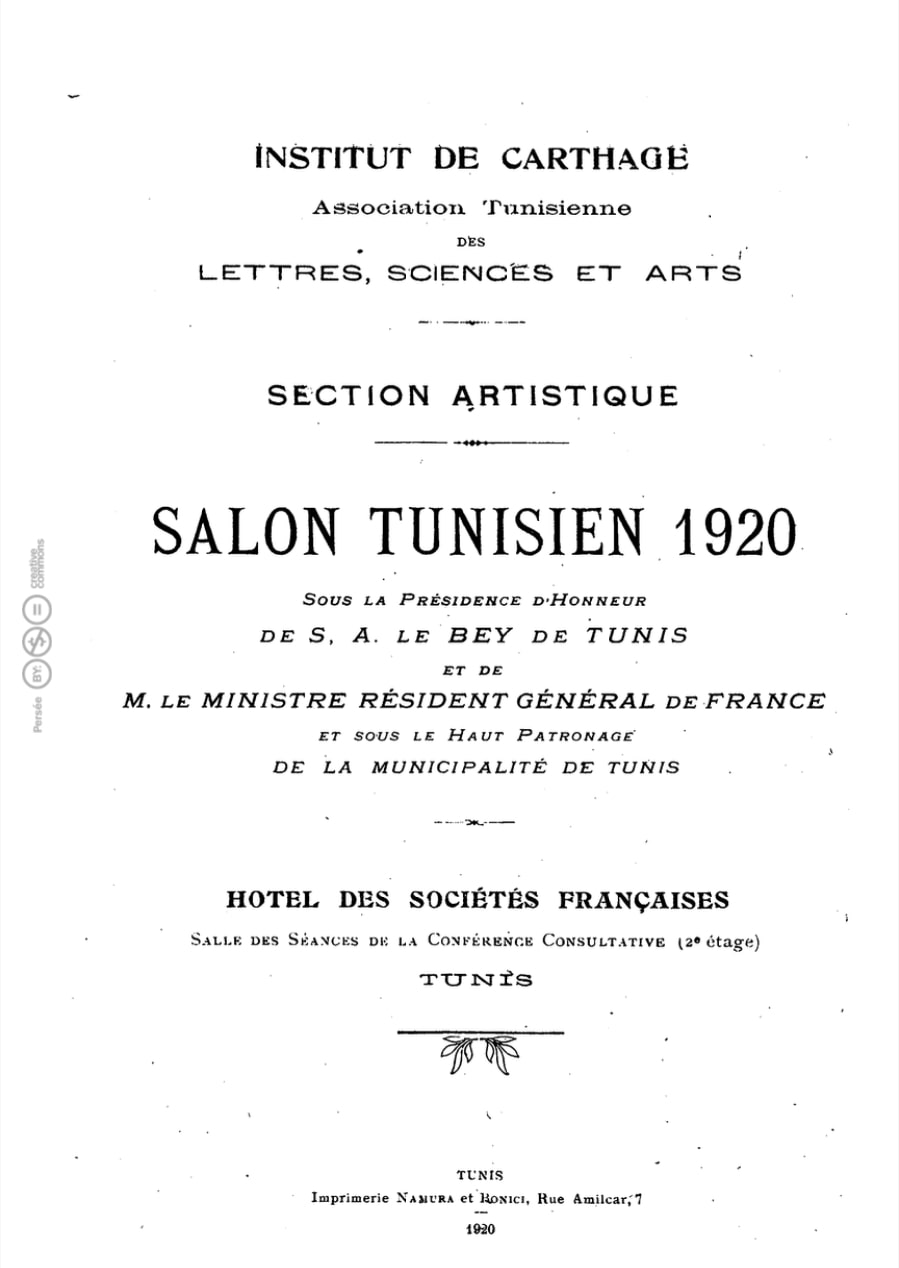 INSTITUT DE CARTHAGE
Association Tunisienne
DES
LETTRES, SCIENCES ET ARTS
SECTION ARTISTIQUE
SALON TUNISIEN 1920
SOUS LA PRÉSIDENCE D'HONNEUR
DE S. A. LE BEY DE TUNIS
ET DE
M. LE MINISTRE RÉSIDENT GÉNÉRAL DE FRANCE
ET SOUS LE HAUT PATRONAGE
DE LA MUNICIPALITÉ DE TUNIS
HOTEL DES SOCIÉTÉS FRANÇAISES
SALLE DES SÉANCES DE LA CONFÉRENCE CONSULTATIVE (2e étage)
TUNIS
TUNIS
Imprimerie NAMURA et BONICI, Rue Amilcar, 7
1920
Persée BY: creative commons